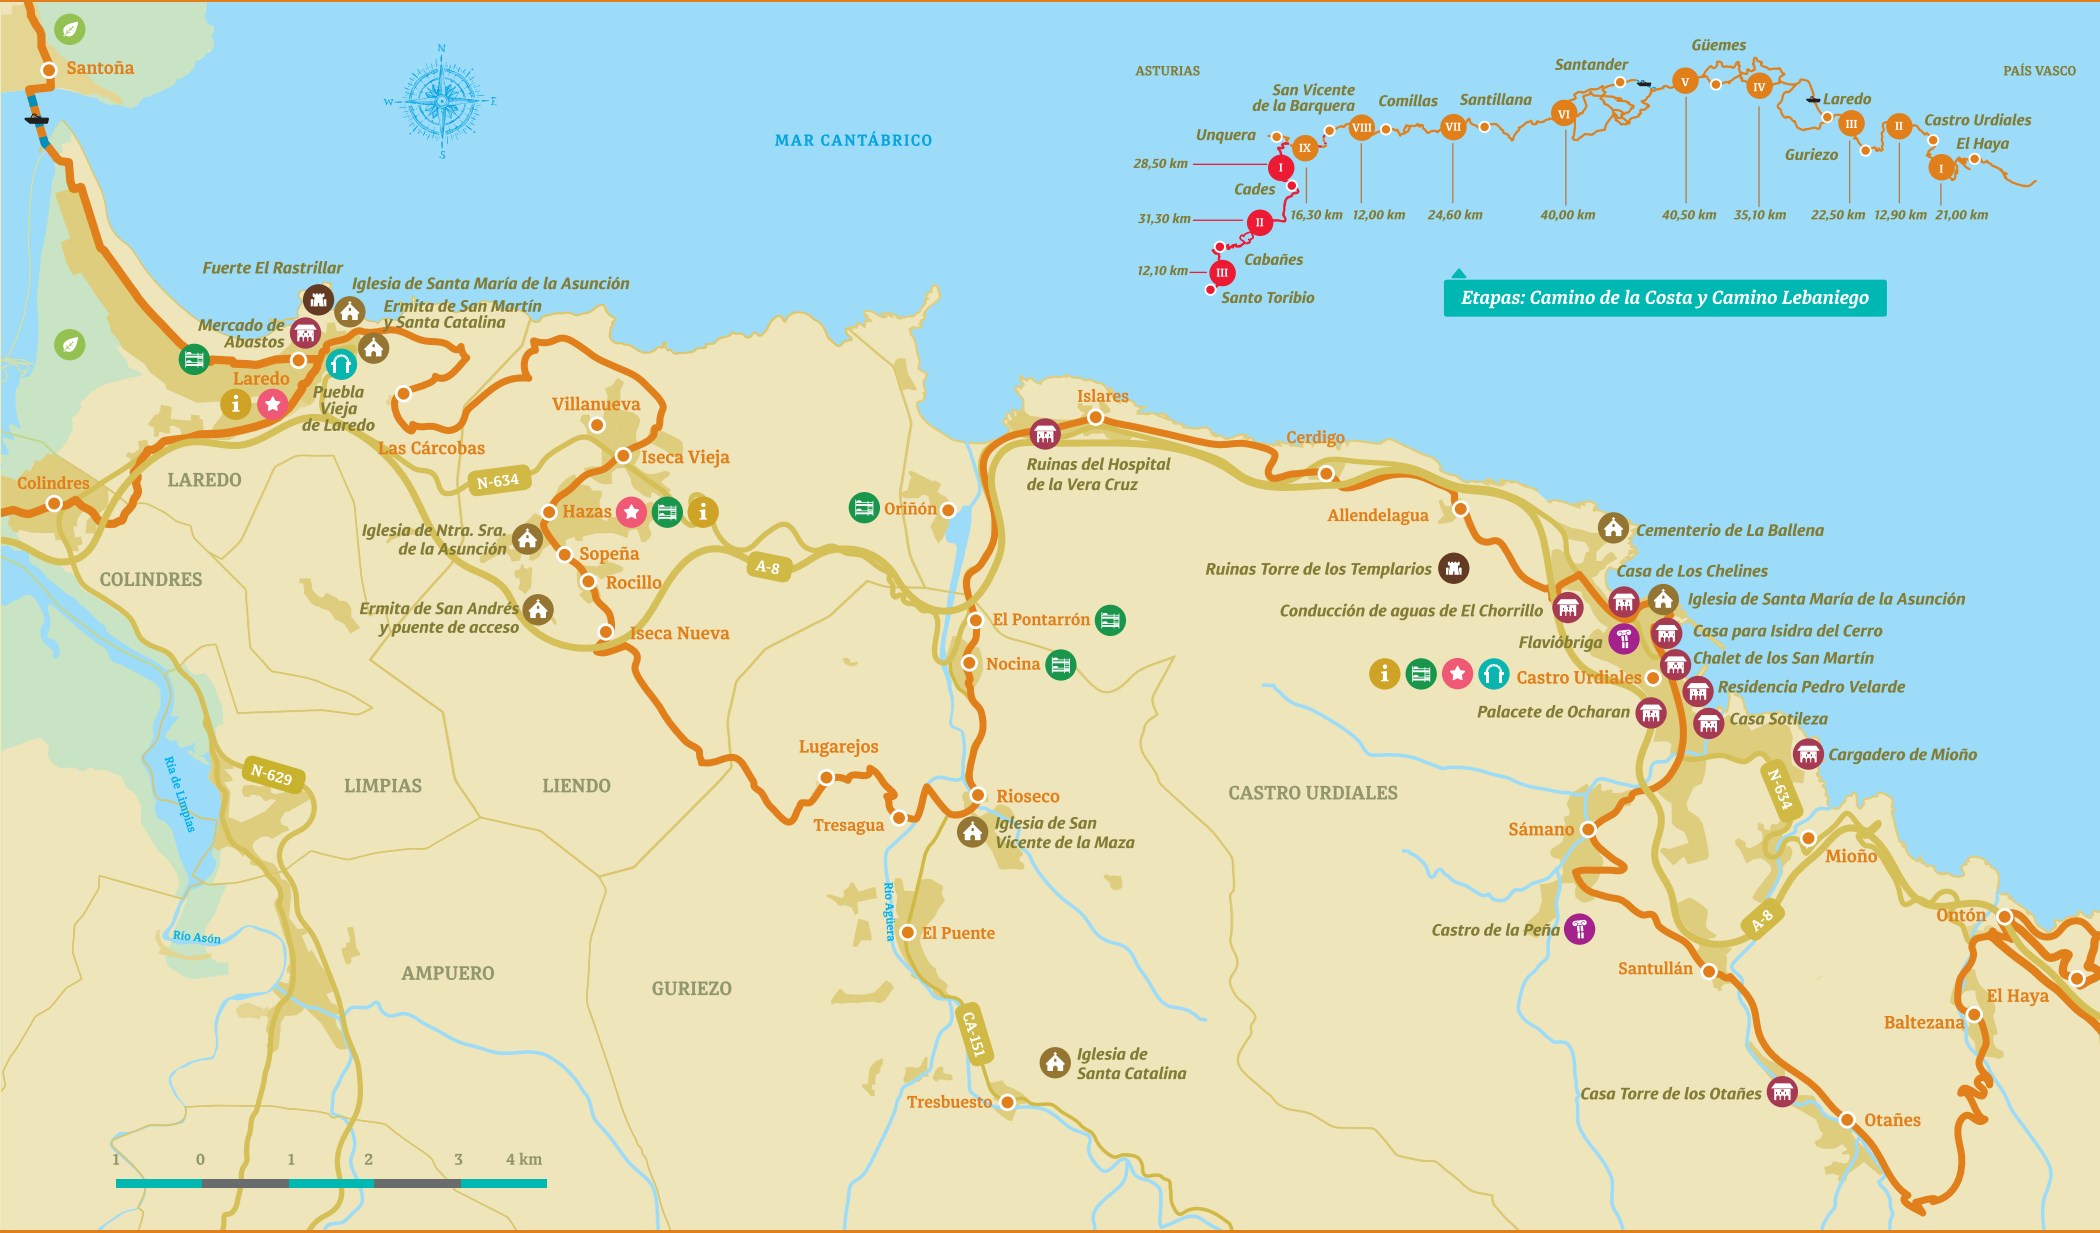 Santoña
N
W
E
S
MAR CANTÁBRICO
ASTURIAS
PAÍS VASCO
Güemes
Santander
San Vicente
de la Barquera
Comillas
Santillana
Laredo
Castro Urdiales
El Haya
Unquera
Guriezo
V
IV
VI
VIII
VII
III
II
IX
I
I
28,50 km
Cades
31,30 km
II
16,30 km
12,00 km
24,60 km
40,00 km
40,50 km
35,10 km
22,50 km
12,90 km
21,00 km
Cabañes
12,10 km
III
Santo Toribio
Etapas: Camino de la Costa y Camino Lebaniego
Fuerte El Rastrillar
Iglesia de Santa María de la Asunción
Ermita de San Martín
y Santa Catalina
Mercado de
Abastos
Laredo
i
Puebla
Vieja
de Laredo
Las Cárcobas
Villanueva
Iseca Vieja
N-634
Colindres
LAREDO
Hazas
i
Iglesia de Ntra. Sra.
de la Asunción
Sopeña
Rocillo
A-8
COLINDRES
Ermita de San Andrés
y puente de acceso
Iseca Nueva
Oriñón
Islares
Ruinas del Hospital
de la Vera Cruz
Cerdigo
Allendelagua
Cementerio de La Ballena
Ruinas Torre de los Templarios
Casa de Los Chelines
Conducción de aguas de El Chorrillo
Iglesia de Santa María de la Asunción
Flavióbriga
Casa para Isidra del Cerro
Chalet de los San Martín
i
Castro Urdiales
Residencia Pedro Velarde
Palacete de Ocharan
Casa Sotileza
Cargadero de Mioño
El Pontarrón
Nocina
Lugarejos
N-629
LIMPIAS
LIENDO
Ría de Limpias
Tresagua
Rioseco
Iglesia de San
Vicente de la Maza
CASTRO URDIALES
N-634
Sámano
Mioño
Río Agüera
El Puente
Río Asón
AMPUERO
GURIEZO
Castro de la Peña
A-8
Ontón
Santullán
El Haya
Baltezana
CA-151
Iglesia de
Santa Catalina
Tresbuesto
Casa Torre de los Otañes
Otañes
1
0
1
2
3
4 km